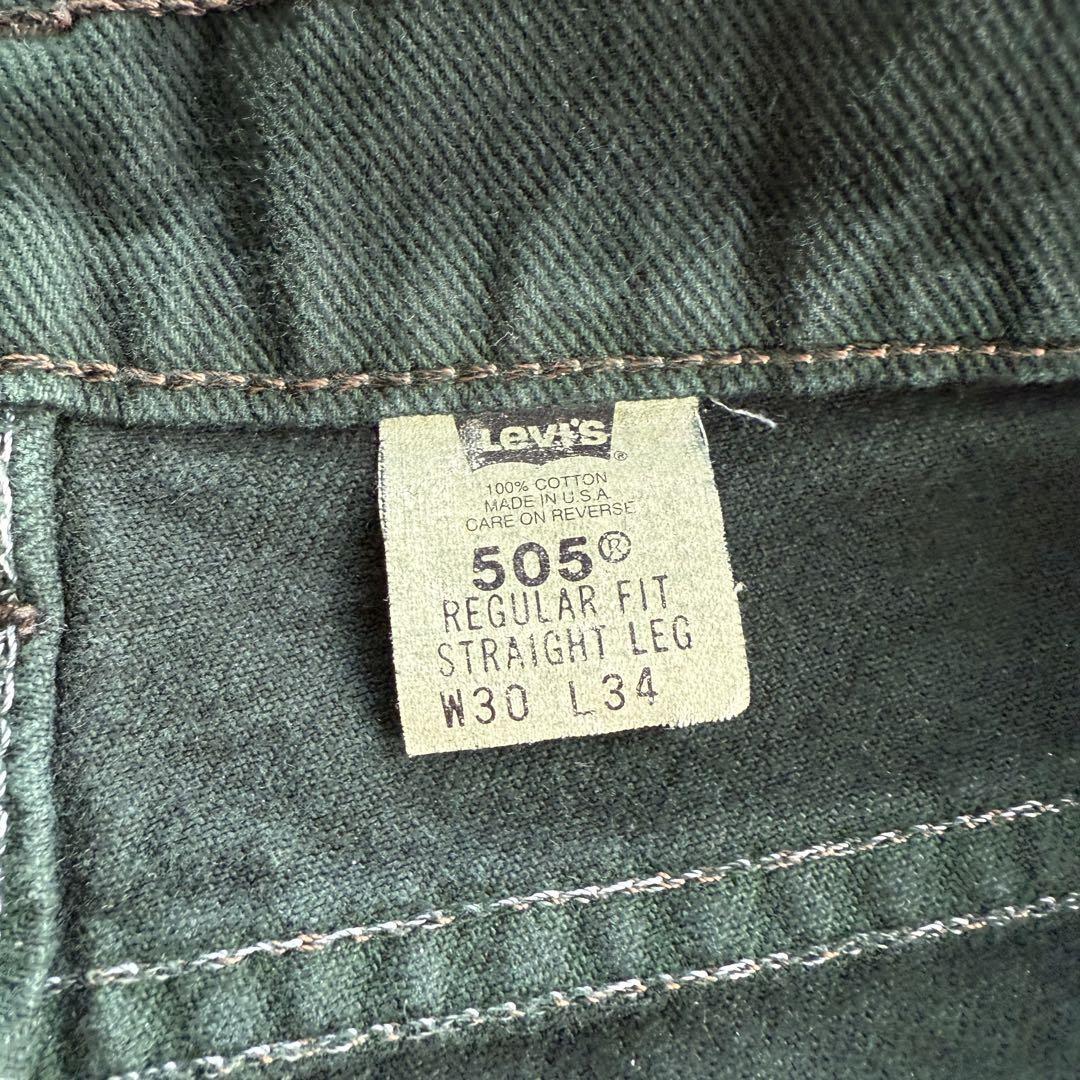 Levi's®
100% COTTON
MADE IN U.S.A.
CARE ON REVERSE
505®
REGULAR FIT
STRAIGHT LEG
W30 L34